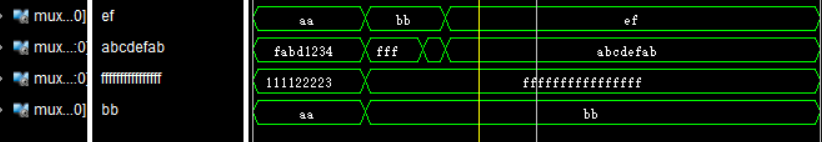 mux...0] ef aa bb ef
mux...:0] abcdefab fabd1234 fff abcdefab
mux...:0] ffffffffffffffff 111122223 ffffffffffffffff
mux...0] bb aa bb